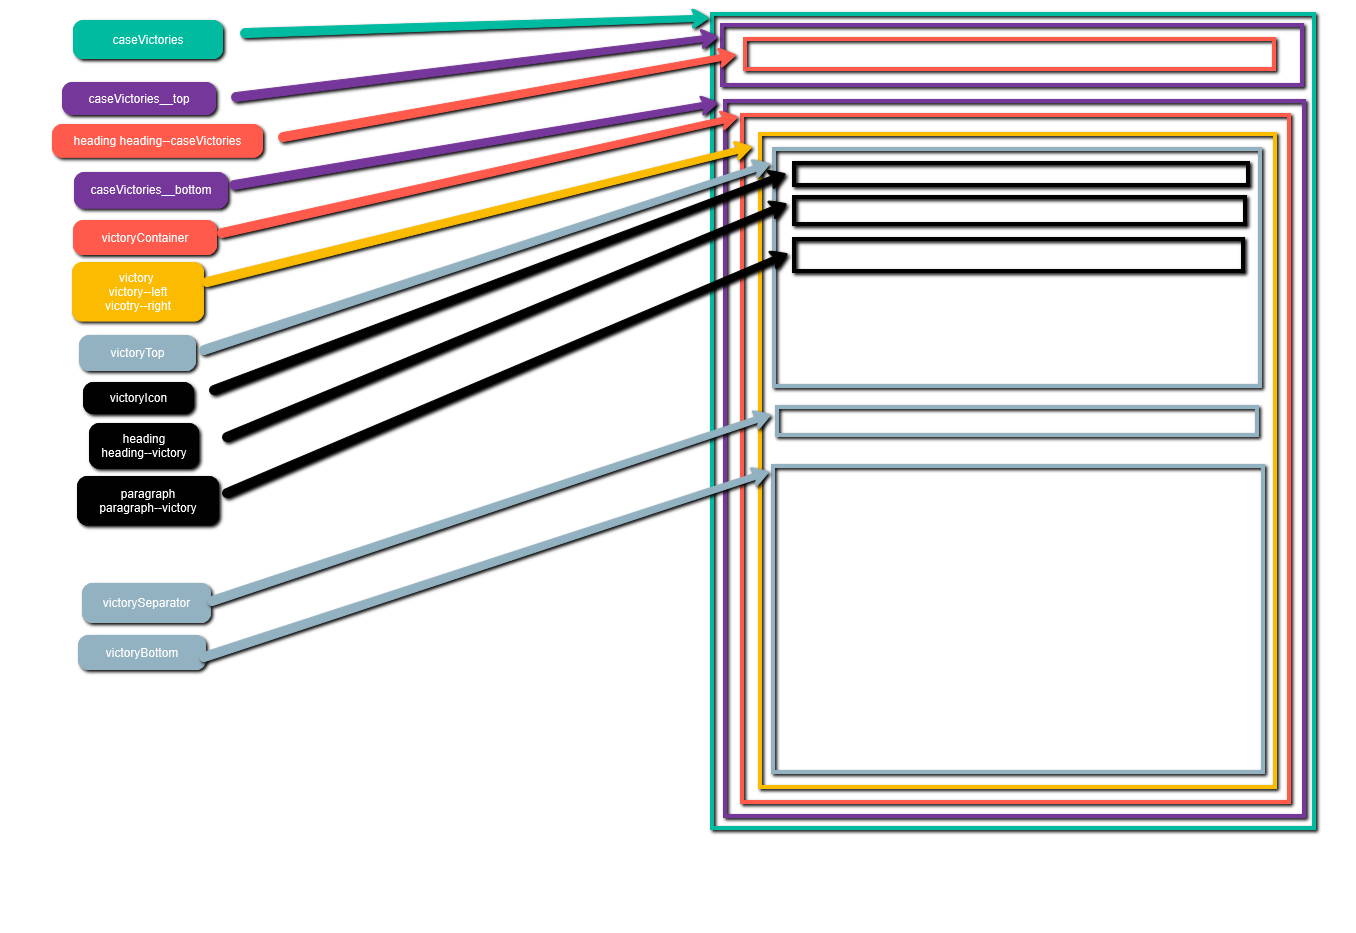 caseVictories
caseVictories__top
heading heading--caseVictories
caseVictories__bottom
victoryContainer
victory
victory--left
vicotry--right
victoryTop
victoryIcon
heading
heading--victory
paragraph
paragraph--victory
victorySeparator
victoryBottom